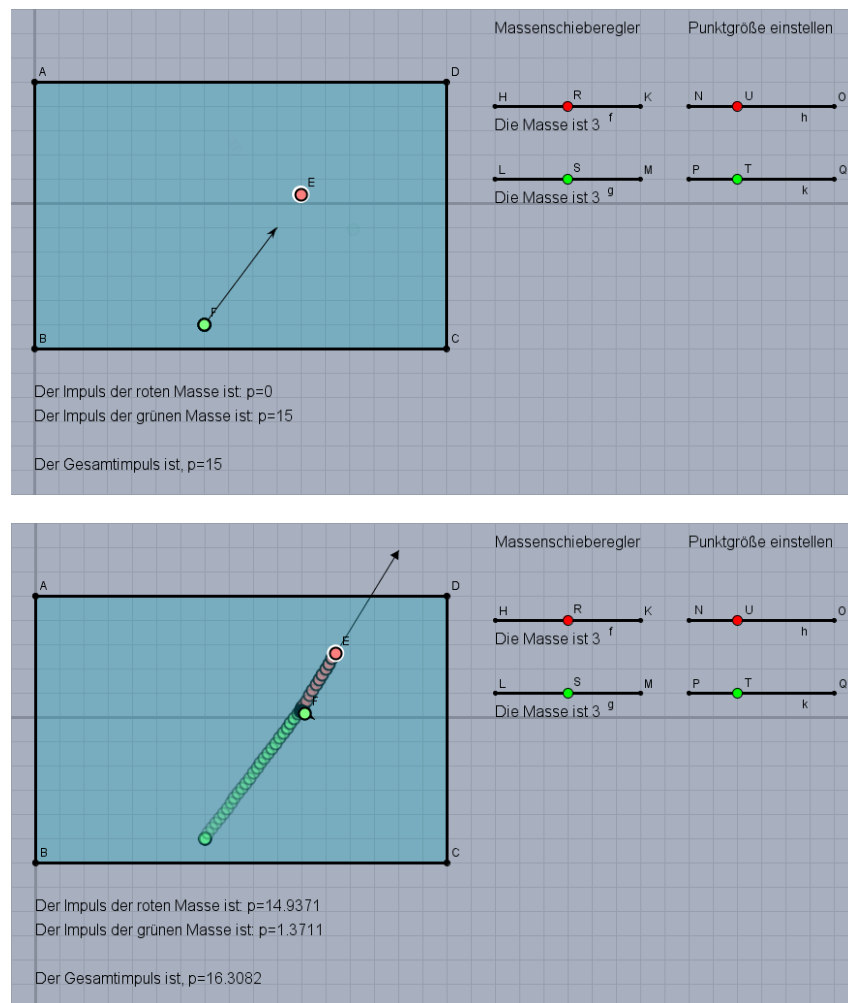 Massenschieberegler Punktgröße einstellen
A D
H R K N U O
f h
Die Masse ist 3
L S M P T Q
g k
Die Masse ist 3
E
F
B C
Der Impuls der roten Masse ist: p=0
Der Impuls der grünen Masse ist: p=15
Der Gesamtimpuls ist, p=15
Massenschieberegler Punktgröße einstellen
A D
H R K N U O
f h
Die Masse ist 3
E
L S M P T Q
g k
Die Masse ist 3
F
B C
Der Impuls der roten Masse ist: p=14.9371
Der Impuls der grünen Masse ist: p=1.3711
Der Gesamtimpuls ist, p=16.3082